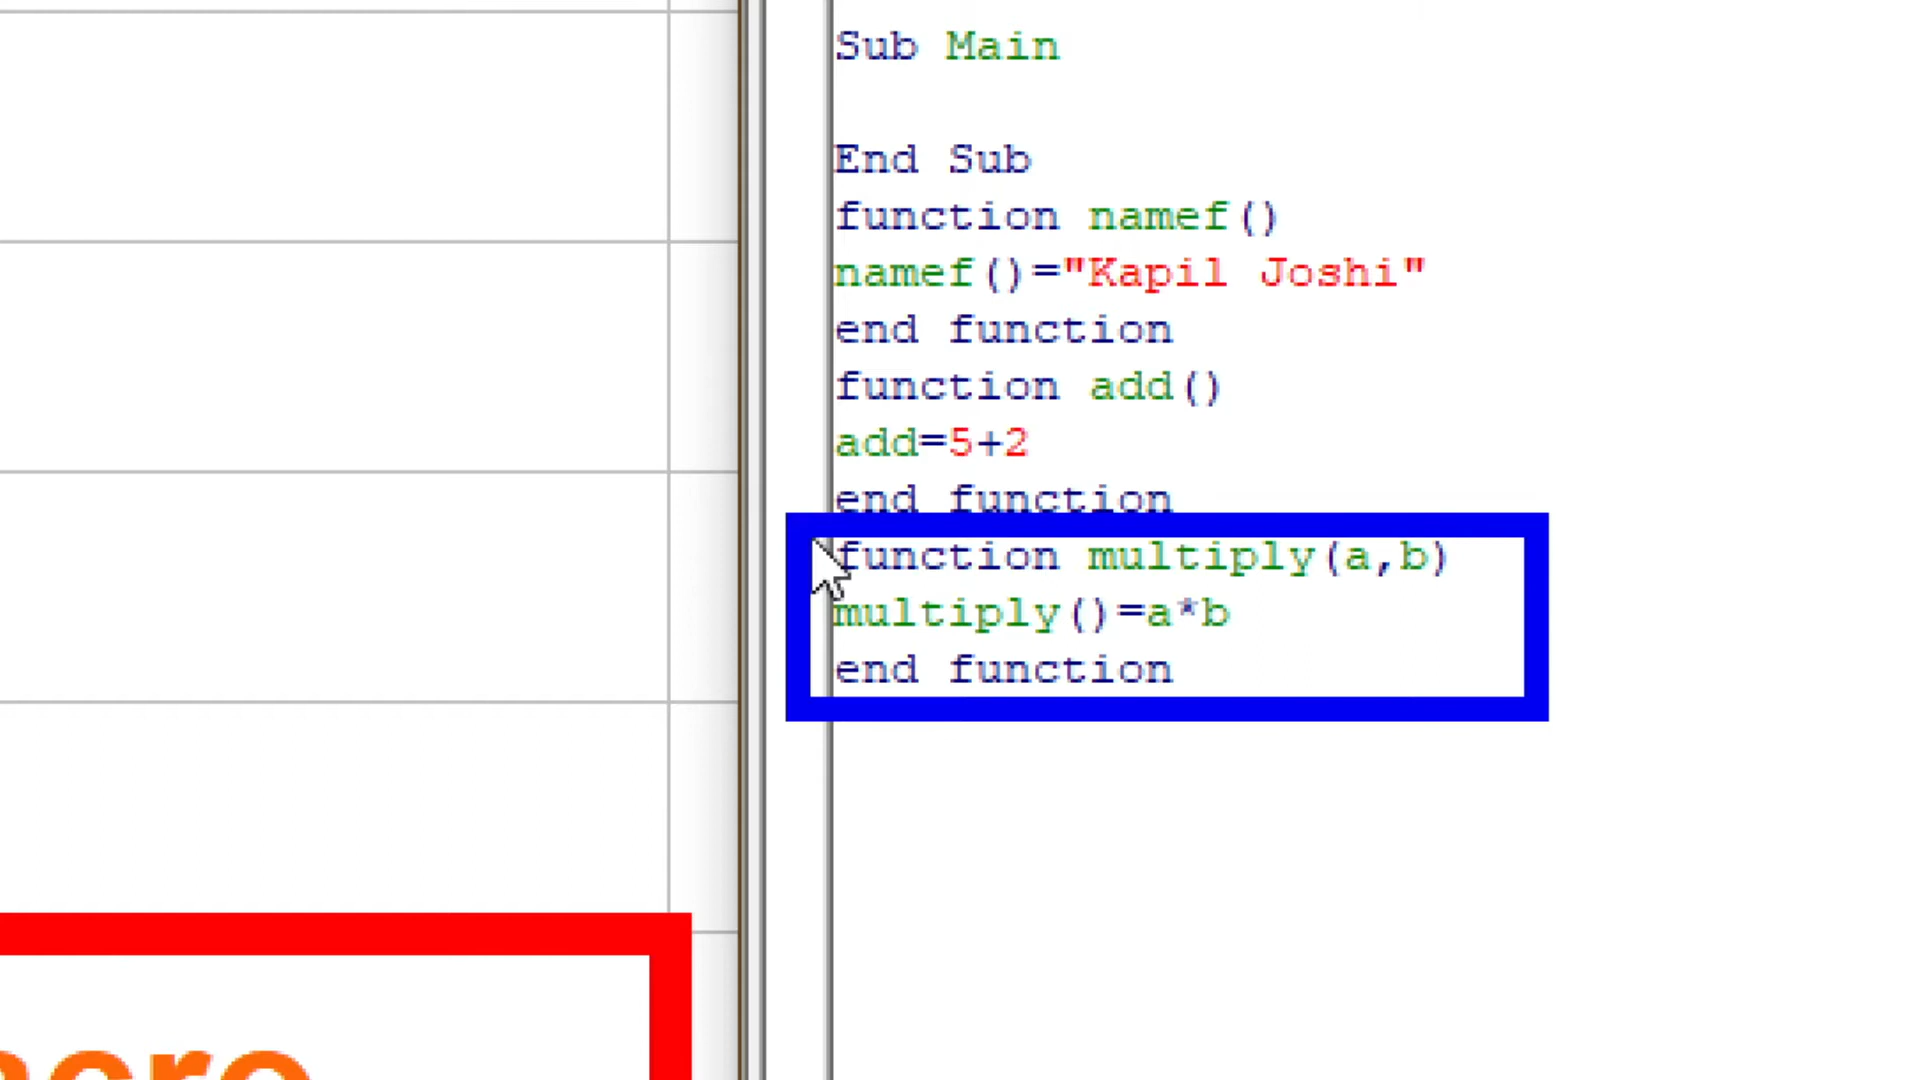 Sub Main
End Sub
function namef()
namef()="Kapil Joshi"
end function
function add()
add=5+2
end function
function multiply(a,b)
multiply()=a*b
end function